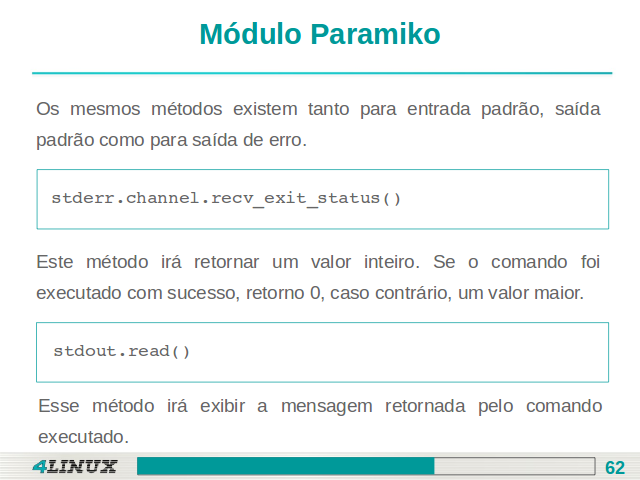 Módulo Paramiko
Os mesmos métodos existem tanto para entrada padrão, saída
padrão como para saída de erro.
stderr.channel.recv_exit_status()
Este método irá retornar um valor inteiro. Se o comando foi
executado com sucesso, retorno 0, caso contrário, um valor maior.
stdout.read()
Esse método irá exibir a mensagem retornada pelo comando
executado.
4LINUX
62